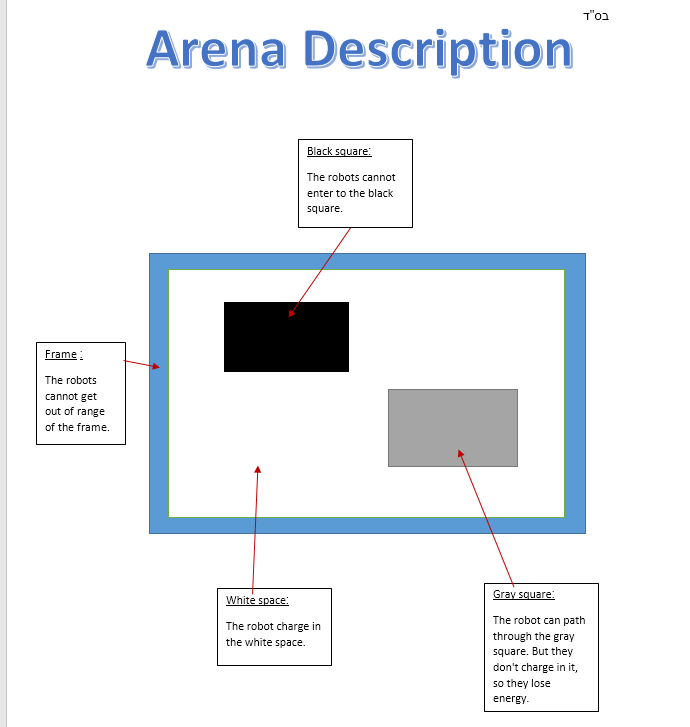 בס"ד
Arena Description
Black square:
The robots cannot
enter to the black
square.
Frame :
The robots
cannot get
out of range
of the frame.
White space:
The robot charge in
the white space.
Gray square:
The robot can path
through the gray
square. But they
don't charge in it,
so they lose
energy.